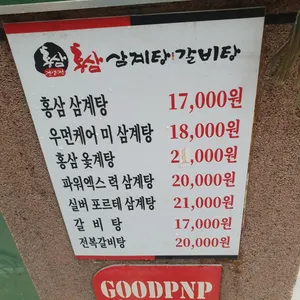 홍삼 홍삼 삼계탕!갈비탕
홍삼 삼계탕 17,000원
우면케어 미 삼계탕 18,000원
홍삼 옻계탕 21,000원
파워엑스 력 삼계탕 20,000원
실버 포르테 삼계탕 21,000원
갈 비 탕 17,000원
전복갈비탕 20,000원
GOODPNP